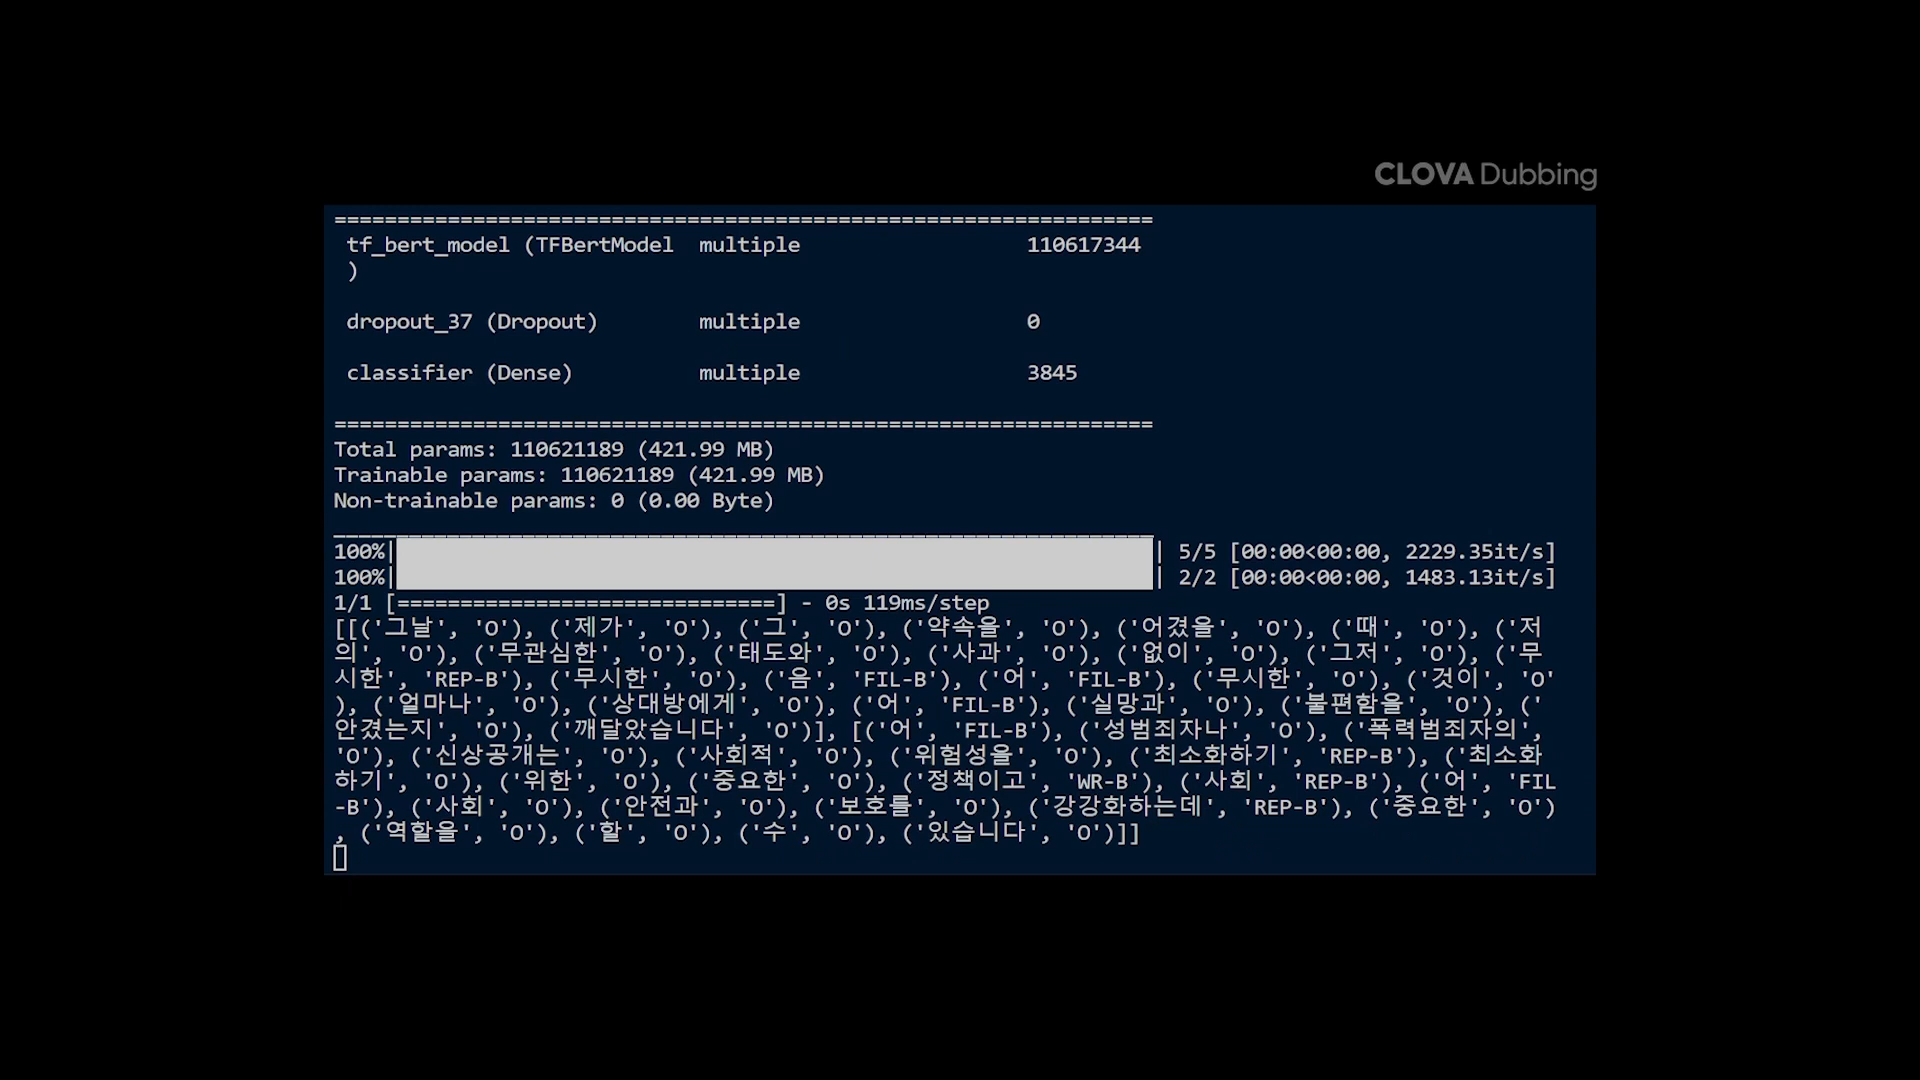 CLOVA Dubbing
=================================================================
tf_bert_model (TFBertModel multiple 110617344
)
dropout_37 (Dropout) multiple 0
classifier (Dense) multiple 3845
=================================================================
Total params: 110621189 (421.99 MB)
Trainable params: 110621189 (421.99 MB)
Non-trainable params: 0 (0.00 Byte)
_________________________________________________________________
100%| | 5/5 [00:00<00:00, 2229.35it/s]
100%| | 2/2 [00:00<00:00, 1483.13it/s]
1/1 [==============================] - 0s 119ms/step
[[('그날', 'O'), ('제가', 'O'), ('그', 'O'), ('약속을', 'O'), ('어겼을', 'O'), ('때', 'O'), ('저
의', 'O'), ('무관심한', 'O'), ('태도와', 'O'), ('사과', 'O'), ('없이', 'O'), ('그저', 'O'), ('무
시한', 'REP-B'), ('무시한', 'O'), ('음', 'FIL-B'), ('어', 'FIL-B'), ('무시한', 'O'), ('것이', 'O'
), ('얼마나', 'O'), ('상대방에게', 'O'), ('어', 'FIL-B'), ('실망과', 'O'), ('불편함을', 'O'), ('
안겼는지', 'O'), ('깨달았습니다', 'O')], [('어', 'FIL-B'), ('성범죄자나', 'O'), ('폭력범죄자의',
'O'), ('신상공개는', 'O'), ('사회적', 'O'), ('위험성을', 'O'), ('최소화하기', 'REP-B'), ('최소화
하기', 'O'), ('위한', 'O'), ('중요한', 'O'), ('정책이고', 'WR-B'), ('사회', 'REP-B'), ('어', 'FIL
-B'), ('사회', 'O'), ('안전과', 'O'), ('보호를', 'O'), ('강강화하는데', 'REP-B'), ('중요한', 'O')
, ('역할을', 'O'), ('할', 'O'), ('수', 'O'), ('있습니다', 'O')]]